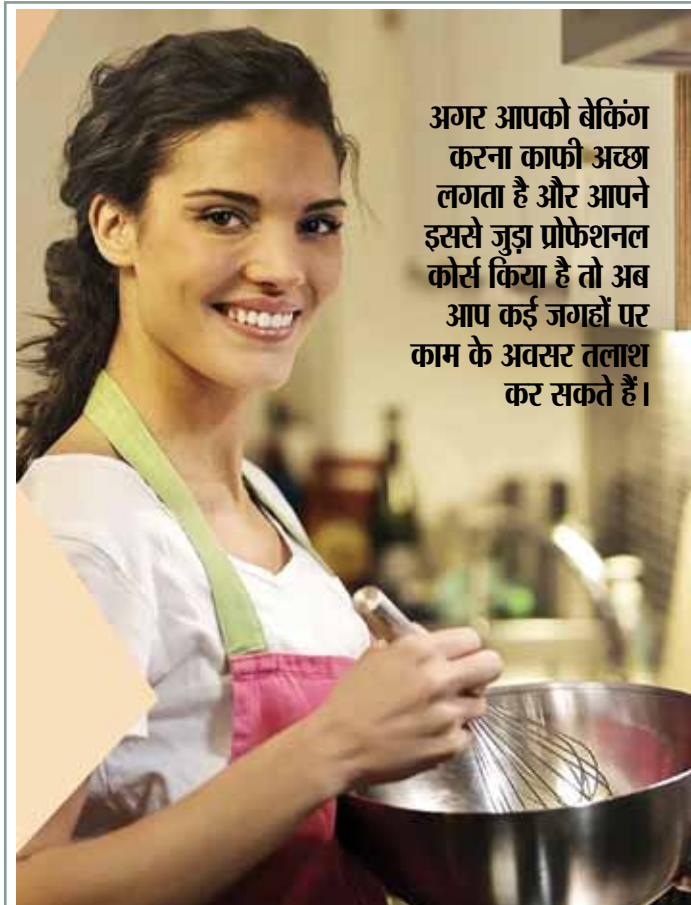 अगर आपको बेकिंग
करना काफी अच्छा
लगता है और आपने
इससे जुड़ा प्रोफेशनल
कोर्स किया है तो अब
आप कई जगहों पर
काम के अवसर तलाश
कर सकते हैं।